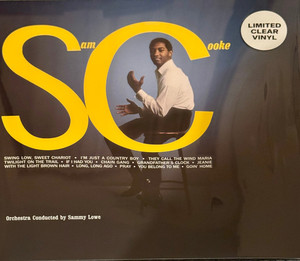 Sam Cooke
LIMITED
CLEAR
VINYL
SWING LOW, SWEET CHARIOT • I'M JUST A COUNTRY BOY • THEY CALL THE WIND MARIA
TWILIGHT ON THE TRAIL • IF I HAD YOU • CHAIN GANG • GRANDFATHER'S CLOCK • JEANIE
WITH THE LIGHT BROWN HAIR • LONG, LONG AGO • PRAY • YOU BELONG TO ME • GOIN' HOME
Orchestra Conducted by Sammy Lowe